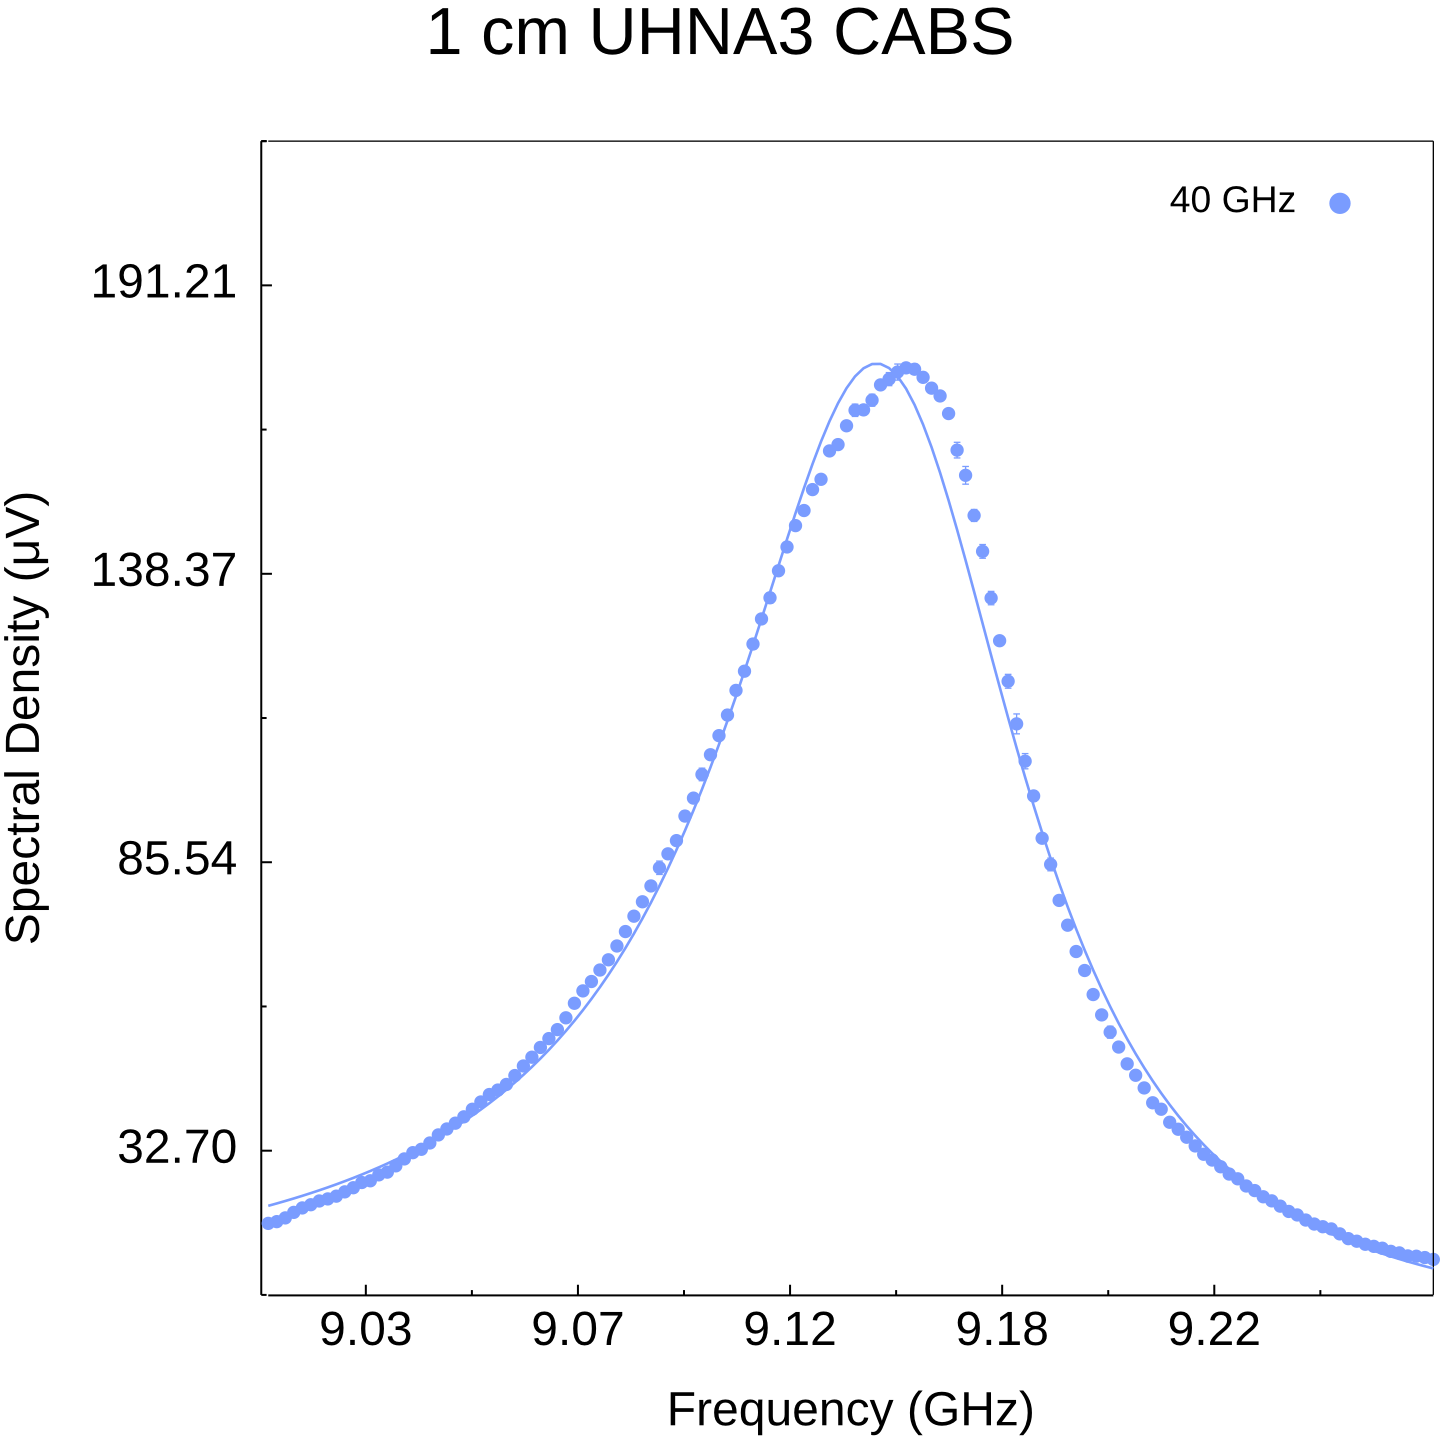 1 cm UHNA3 CABS
40 GHz
191.21
138.37
85.54
32.70
Spectral Density (μV)
9.03 9.07 9.12 9.18 9.22
Frequency (GHz)